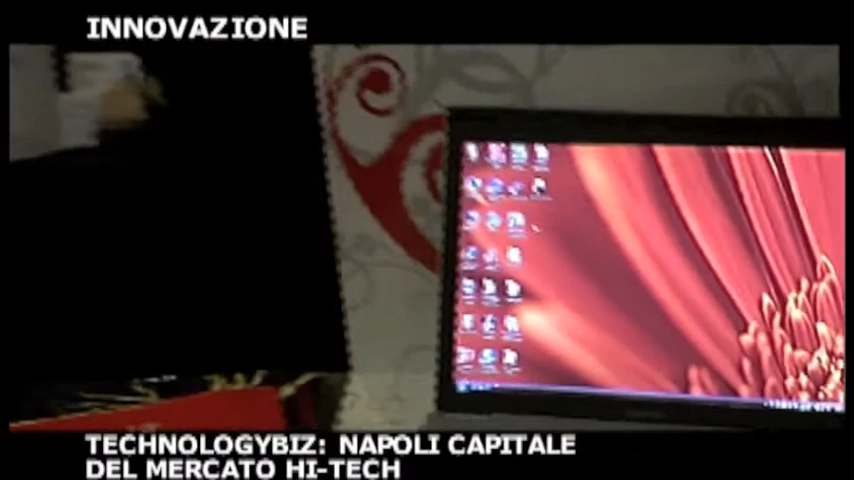 INNOVAZIONE
TECHNOLOGYBIZ: NAPOLI CAPITALE
DEL MERCATO HI-TECH